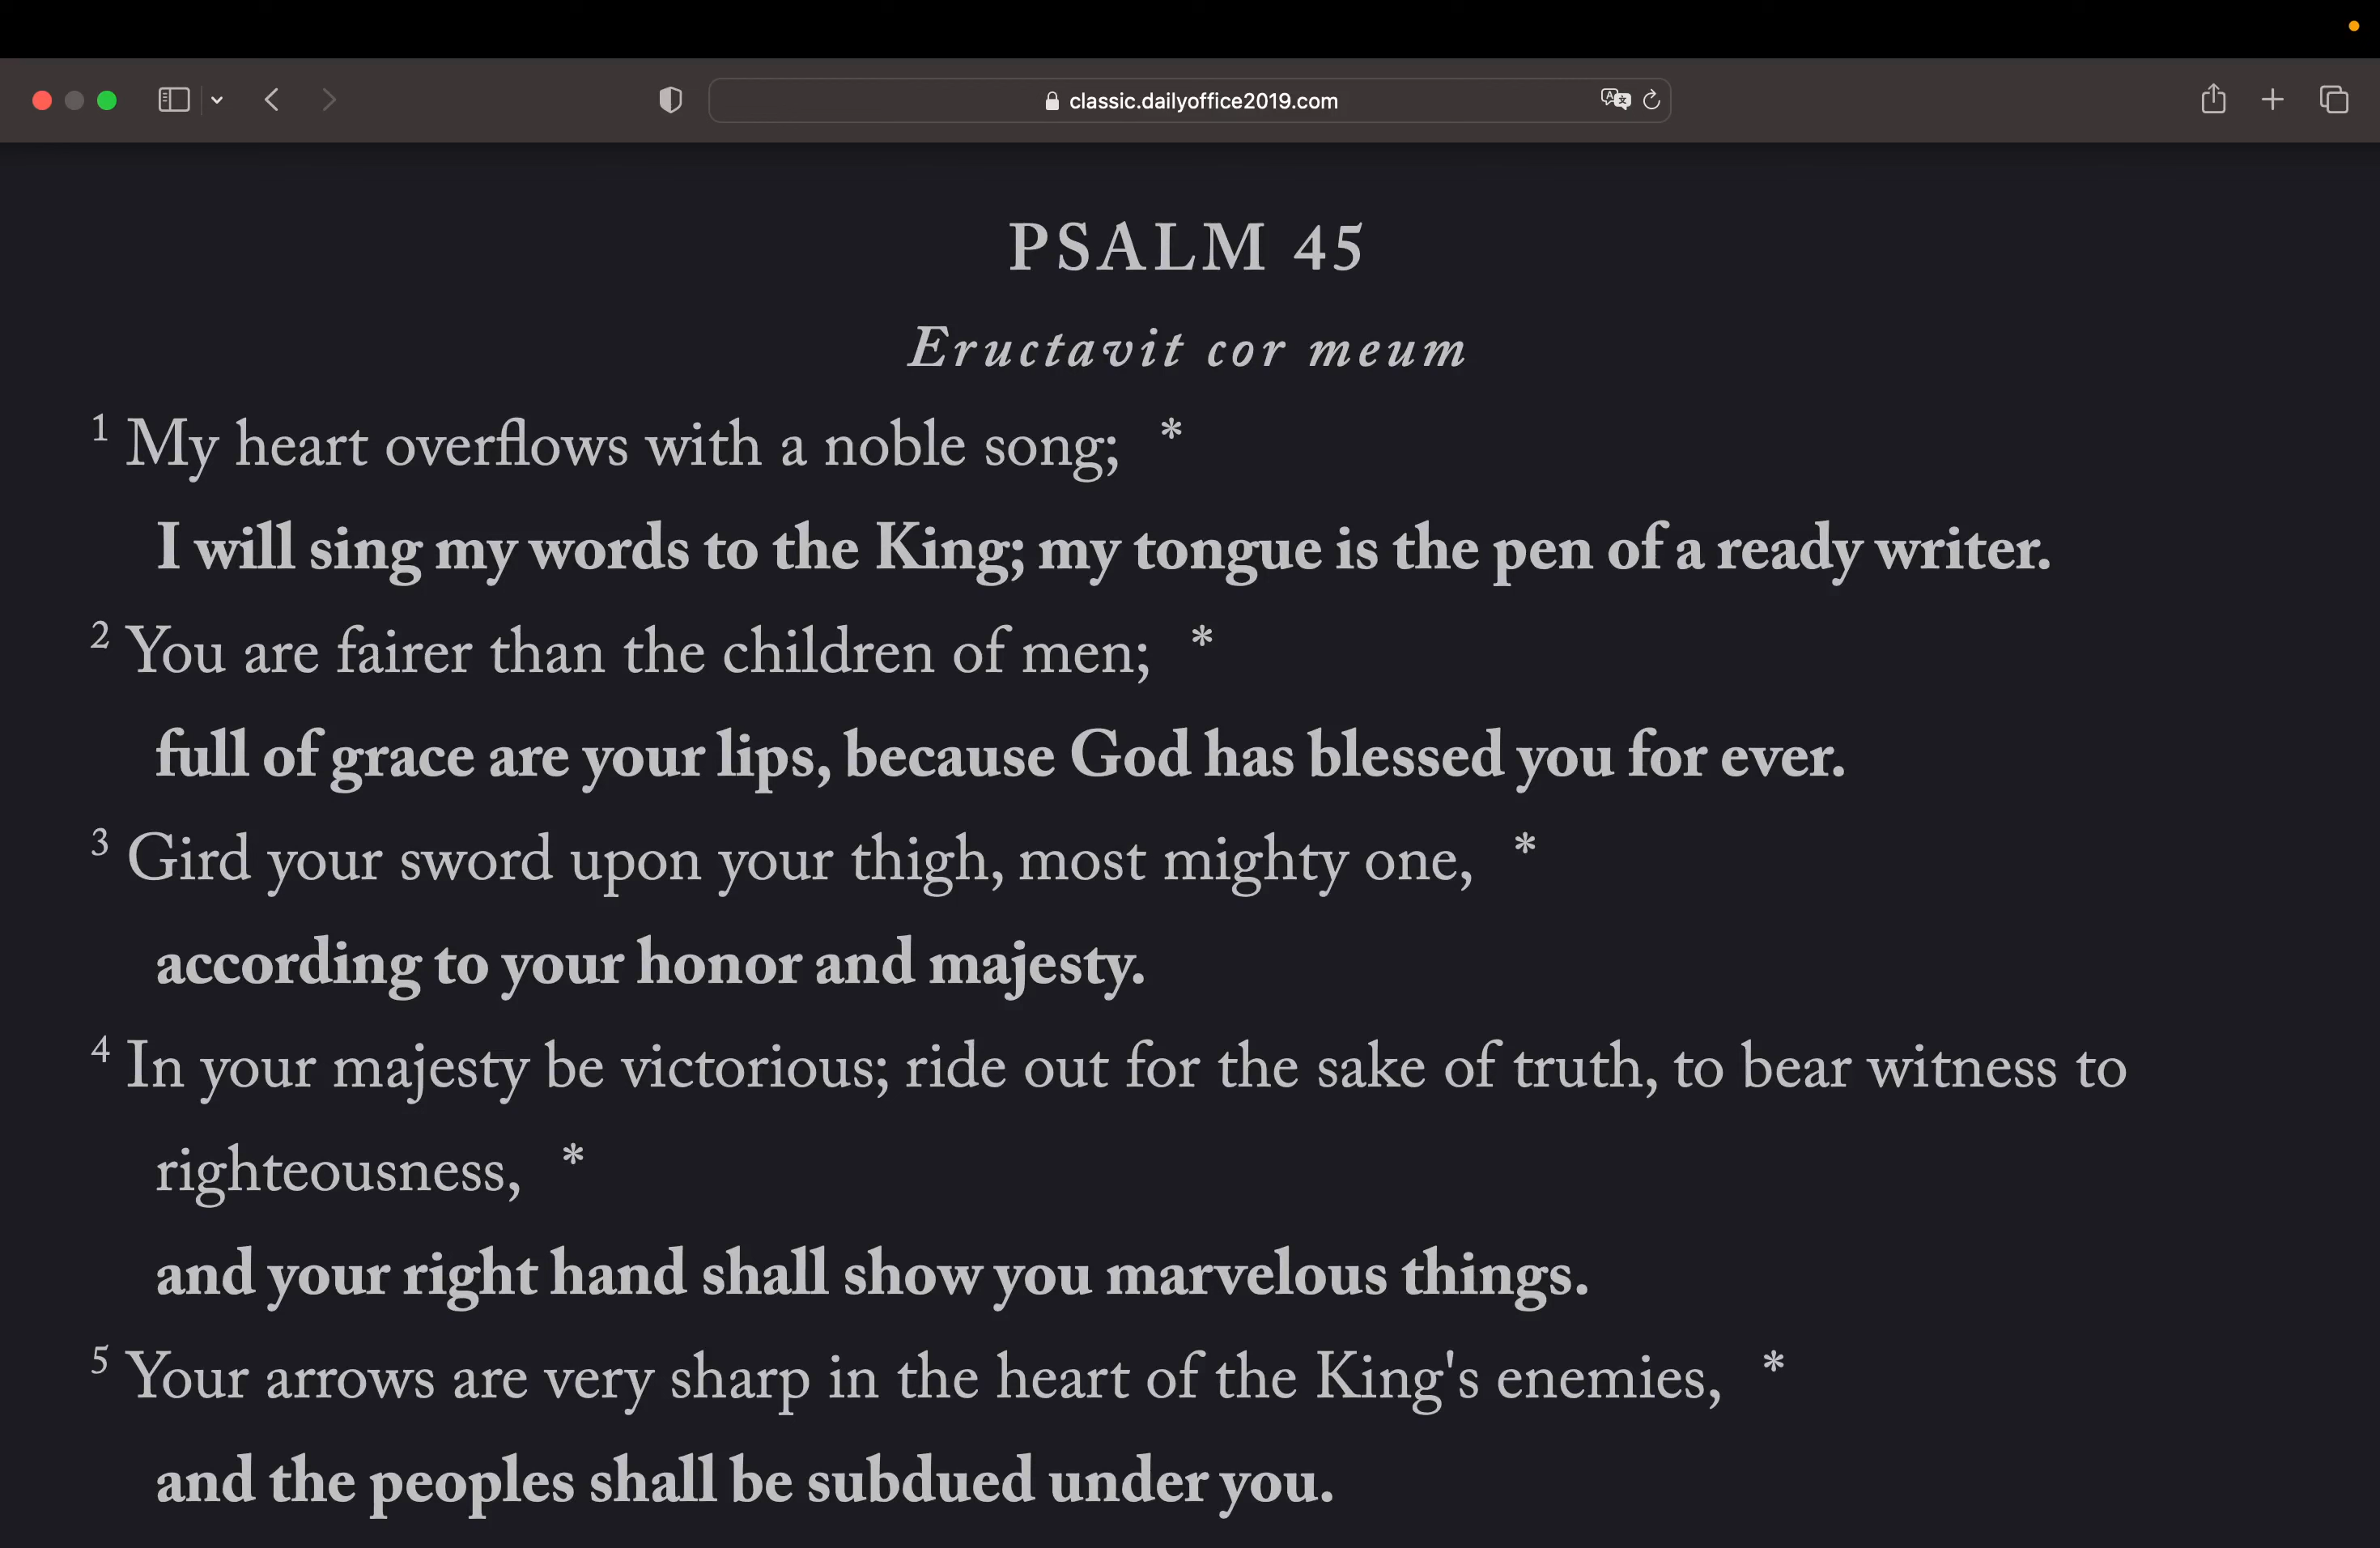 classic.dailyoffice2019.com
PSALM 45
Eructavit cor meum
1 My heart overflows with a noble song; *
I will sing my words to the King; my tongue is the pen of a ready writer.
2 You are fairer than the children of men; *
full of grace are your lips, because God has blessed you for ever.
3 Gird your sword upon your thigh, most mighty one, *
according to your honor and majesty.
4 In your majesty be victorious; ride out for the sake of truth, to bear witness to
righteousness, *
and your right hand shall show you marvelous things.
5 Your arrows are very sharp in the heart of the King's enemies, *
and the peoples shall be subdued under you.